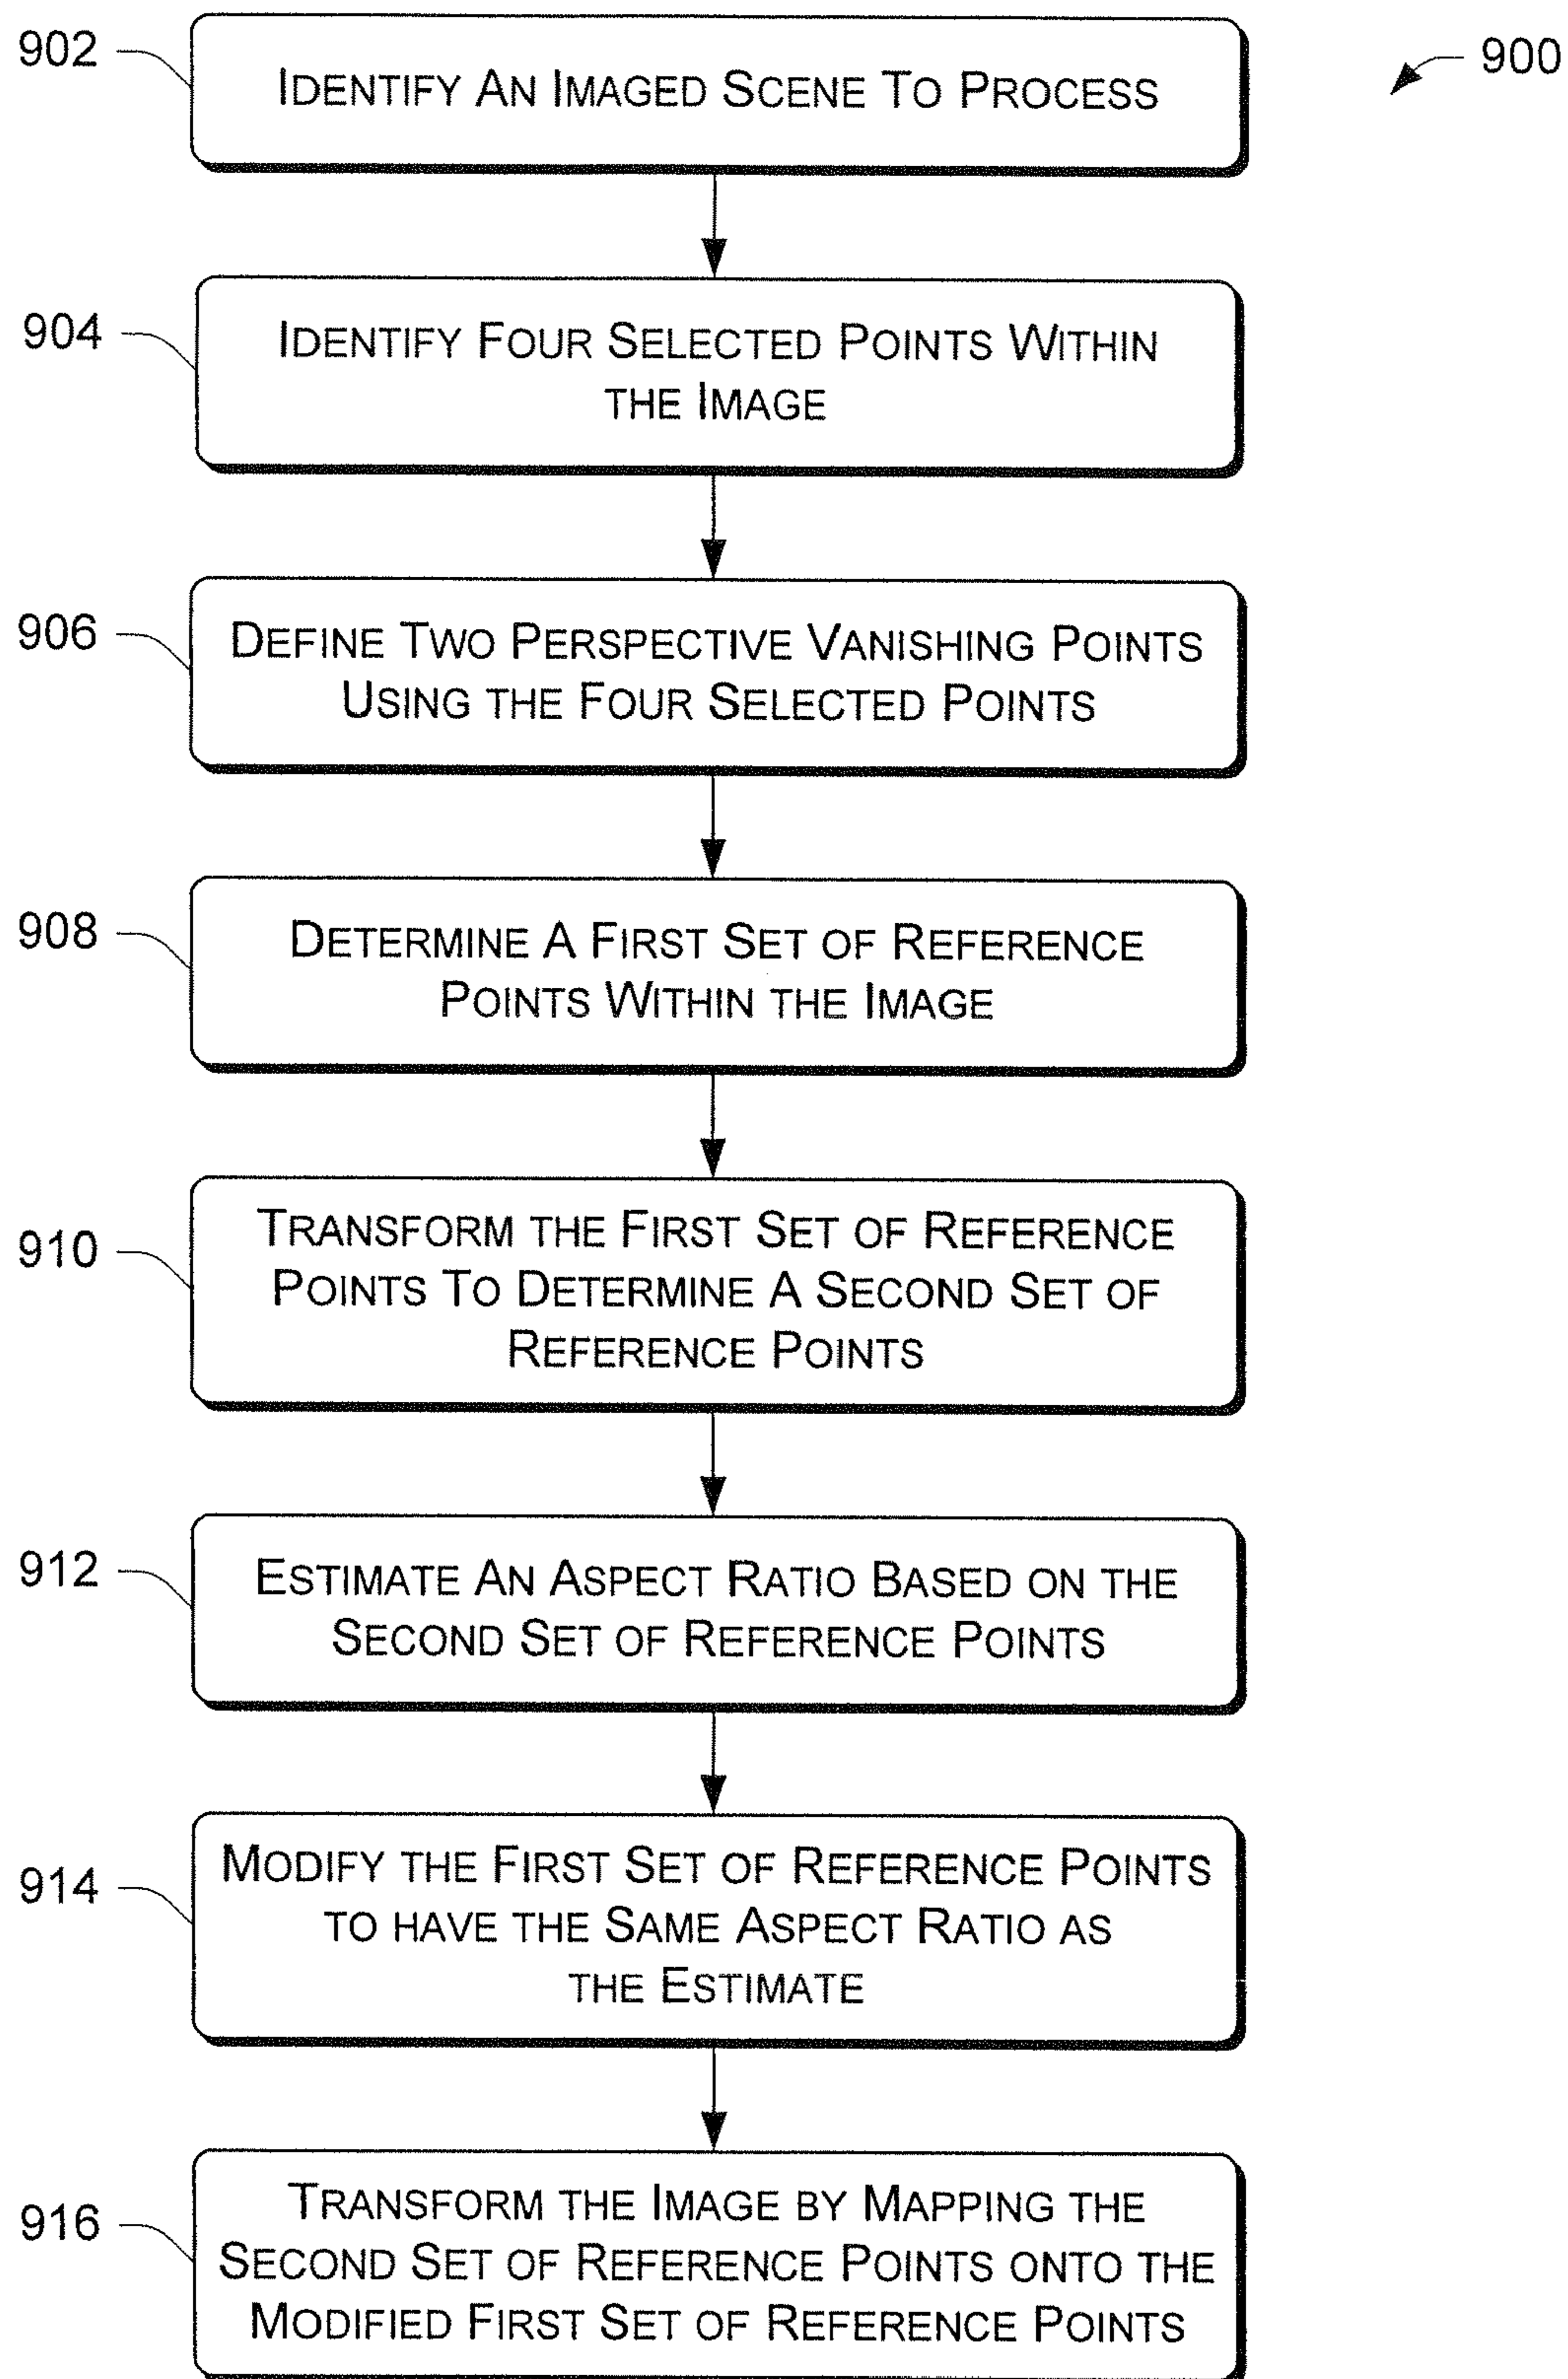 902
IDENTIFY AN IMAGED SCENE TO PROCESS
900
904
IDENTIFY FOUR SELECTED POINTS WITHIN
THE IMAGE
906
DEFINE TWO PERSPECTIVE VANISHING POINTS
USING THE FOUR SELECTED POINTS
908
DETERMINE A FIRST SET OF REFERENCE
POINTS WITHIN THE IMAGE
910
TRANSFORM THE FIRST SET OF REFERENCE
POINTS TO DETERMINE A SECOND SET OF
REFERENCE POINTS
912
ESTIMATE AN ASPECT RATIO BASED ON THE
SECOND SET OF REFERENCE POINTS
914
MODIFY THE FIRST SET OF REFERENCE POINTS
TO HAVE THE SAME ASPECT RATIO AS
THE ESTIMATE
916
TRANSFORM THE IMAGE BY MAPPING THE
SECOND SET OF REFERENCE POINTS ONTO THE
MODIFIED FIRST SET OF REFERENCE POINTS